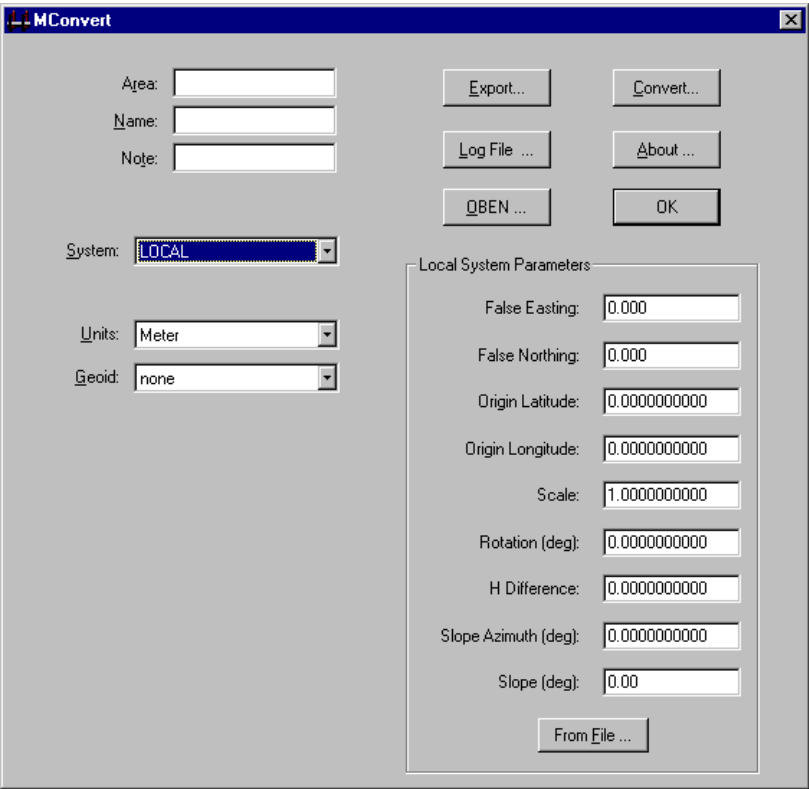 MConvert
Area:
Name:
Note:
Export...
Convert...
Log File ...
About ...
OBEN ...
OK
System: LOCAL
Units: Meter
Geoid: none
Local System Parameters
False Easting: 0.000
False Northing: 0.000
Origin Latitude: 0.0000000000
Origin Longitude: 0.0000000000
Scale: 1.0000000000
Rotation (deg): 0.0000000000
H Difference: 0.0000000000
Slope Azimuth (deg): 0.0000000000
Slope (deg): 0.00
From File ...